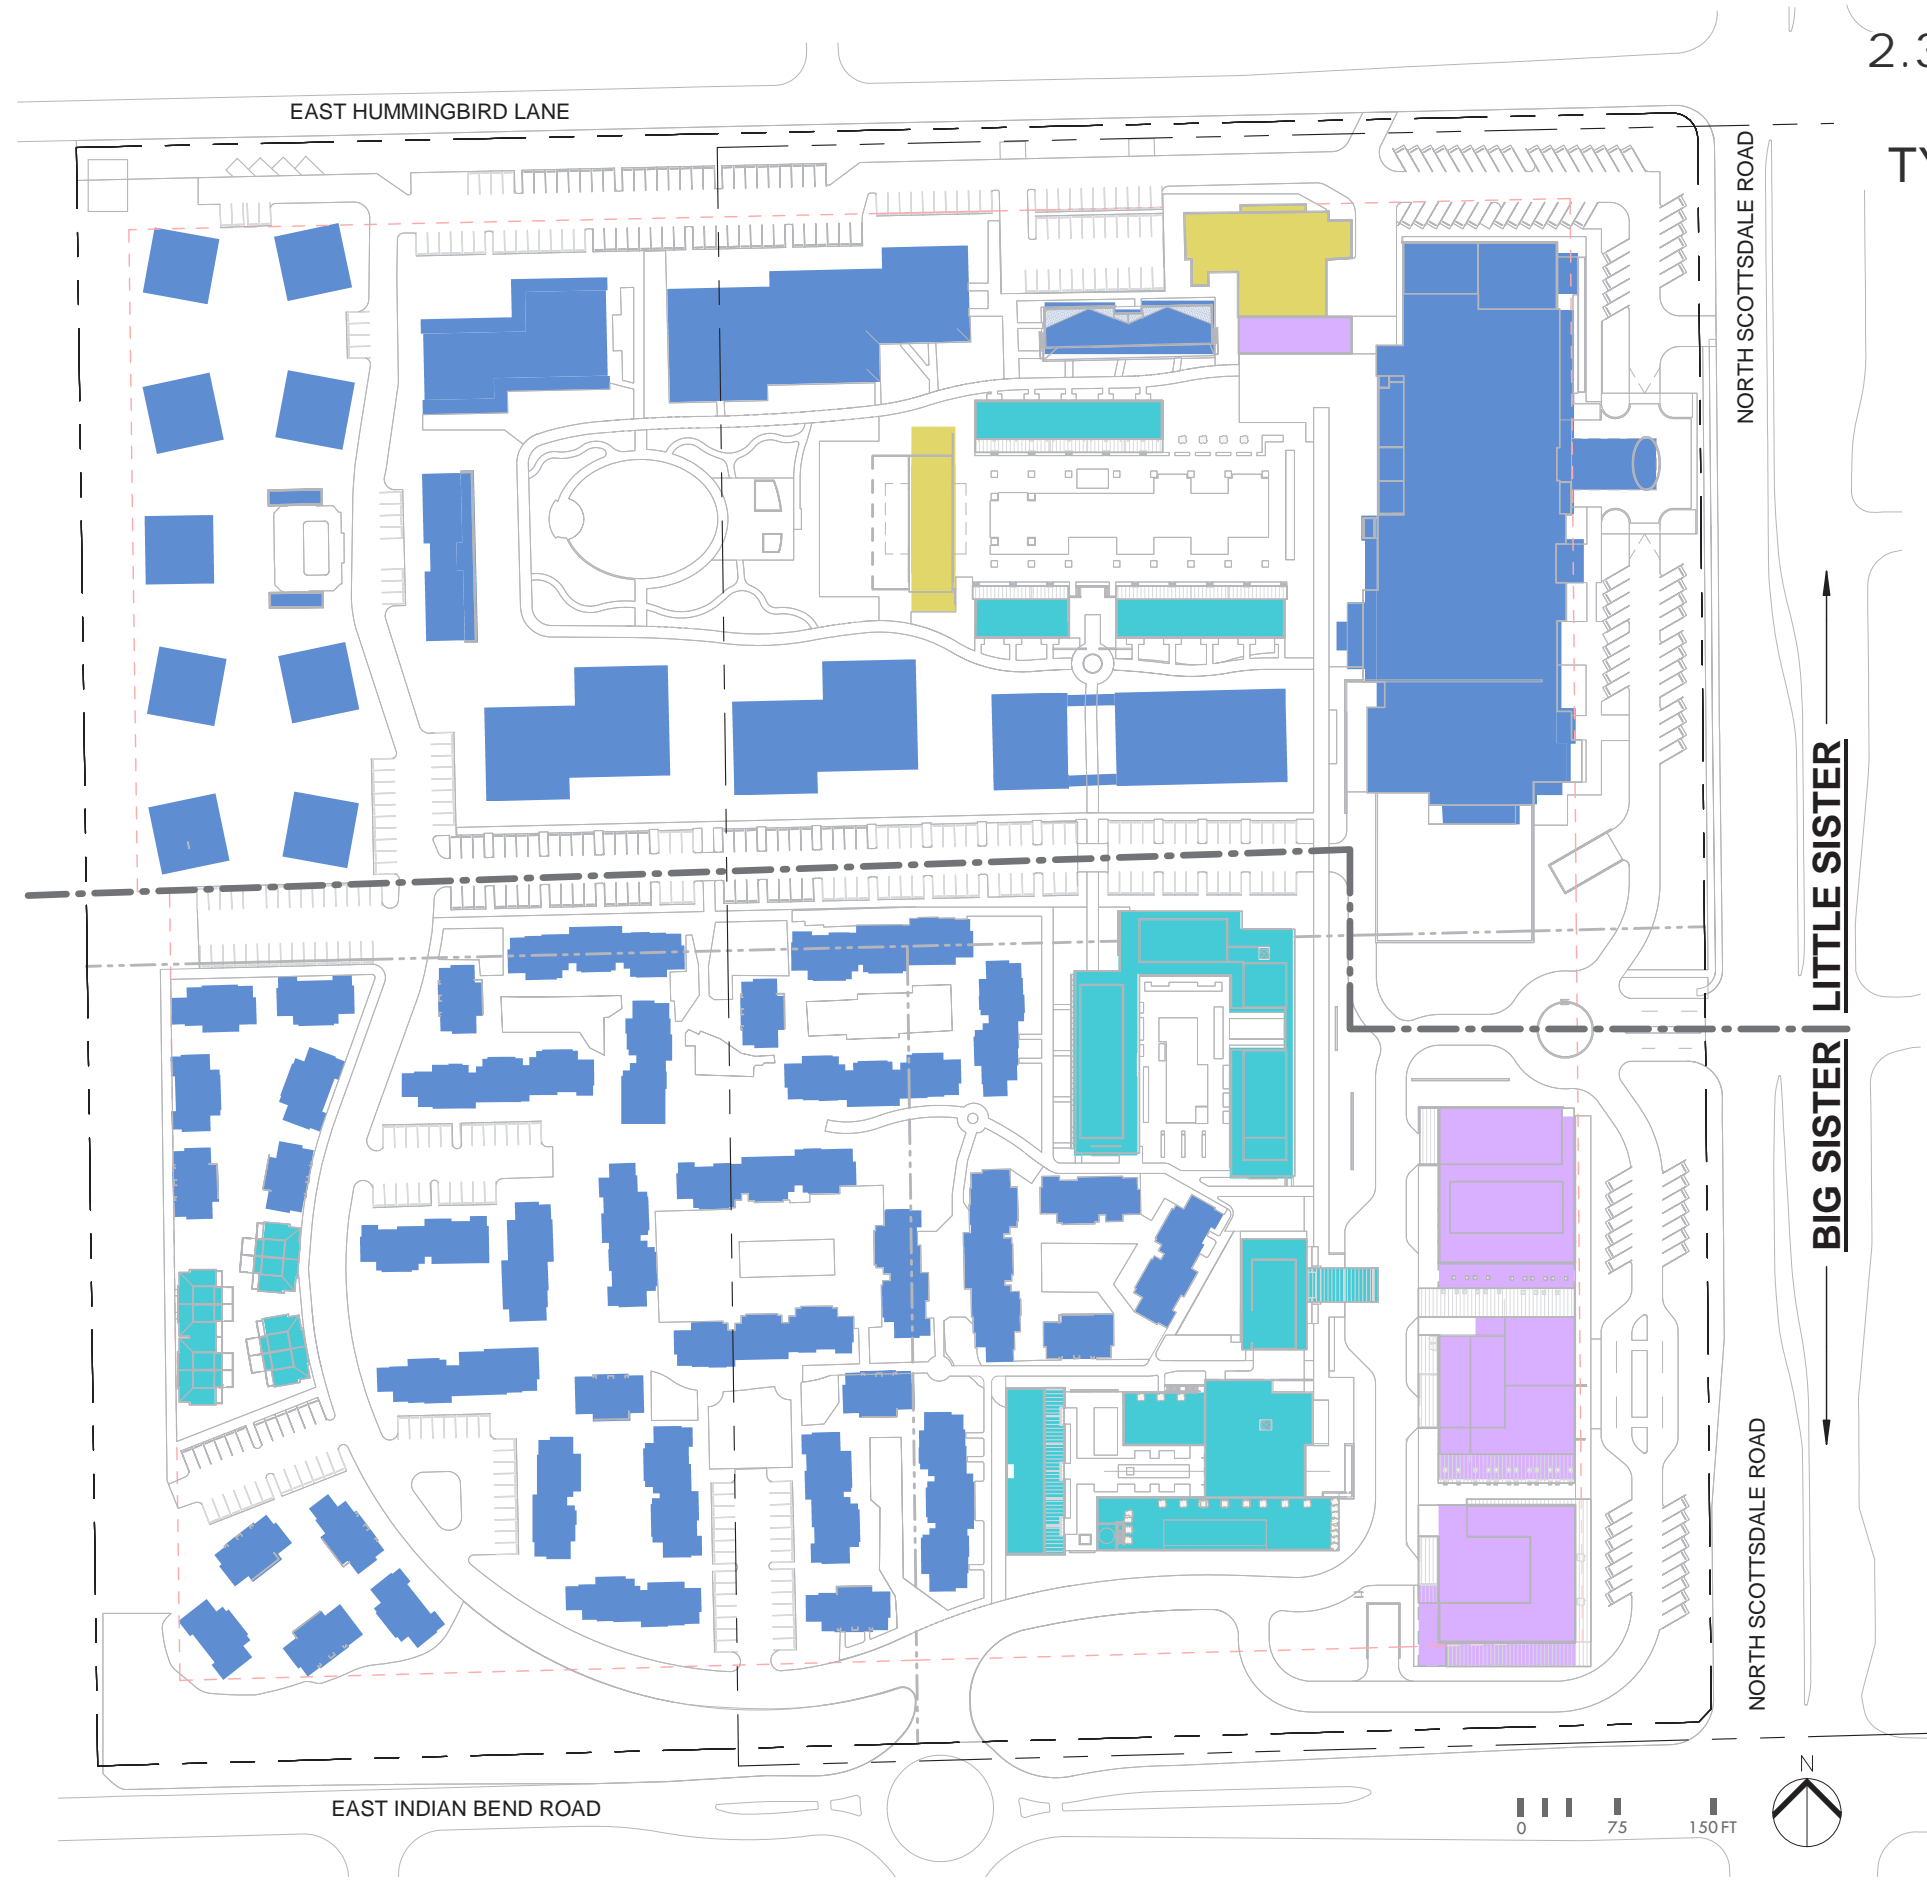 2.3
EAST HUMMINGBIRD LANE
TY
NORTH SCOTTSDALE ROAD
LITTLE SISTER
BIG SISTER
NORTH SCOTTSDALE ROAD
N
EAST INDIAN BEND ROAD
0 75 150 FT